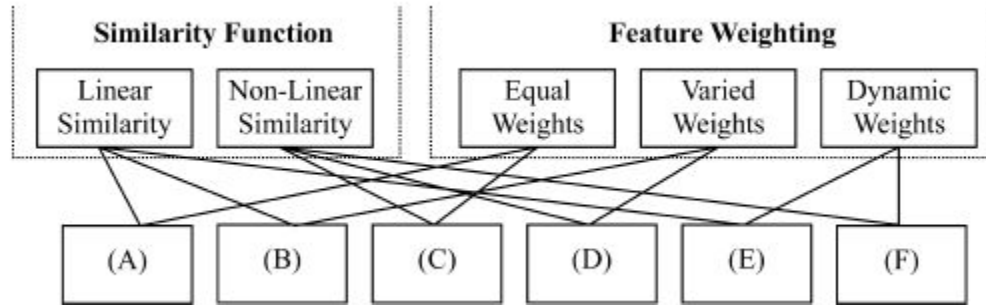 Similarity Function
Feature Weighting
Linear
Similarity
Non-Linear
Similarity
Equal
Weights
Varied
Weights
Dynamic
Weights
(A)
(B)
(C)
(D)
(E)
(F)